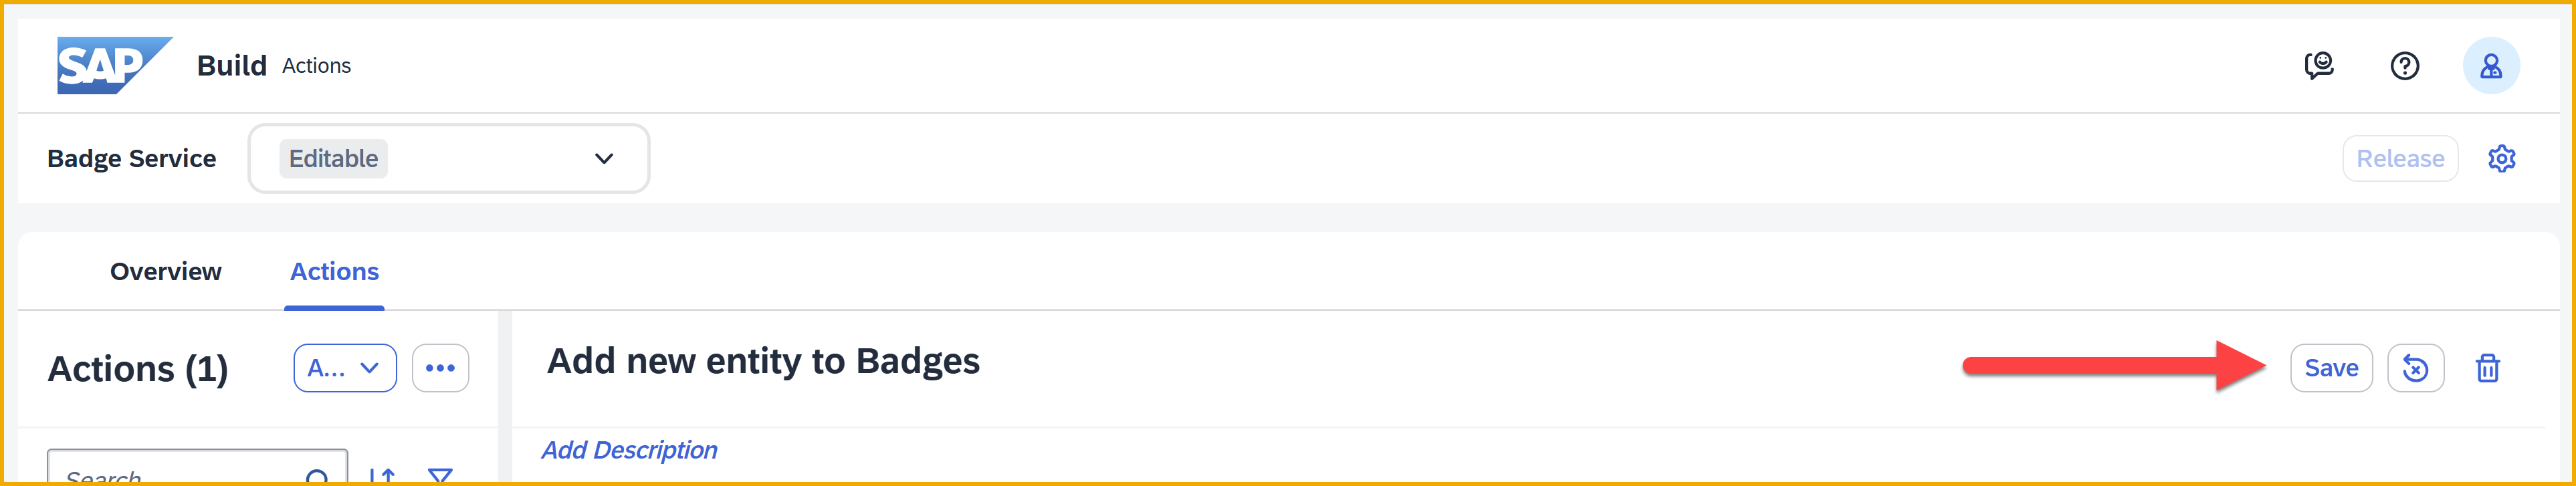 SAP Build Actions
Badge Service Editable Release
Overview Actions
Actions (1) A... Add new entity to Badges Save
Add Description
Search